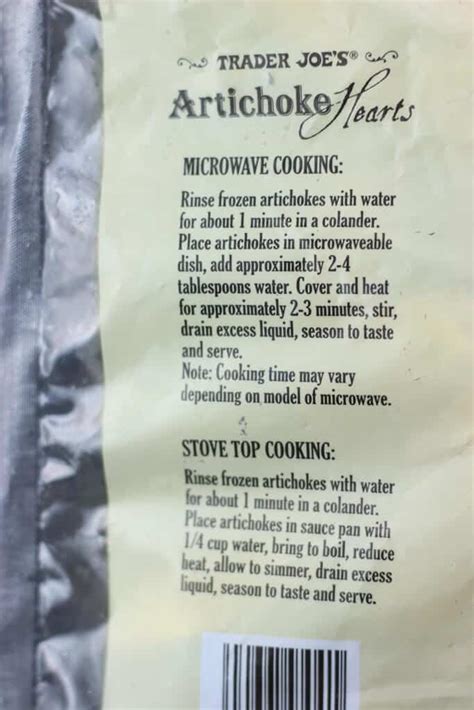 TRADER JOE'S®
Artichoke Hearts
MICROWAVE COOKING:
Rinse frozen artichokes with water
for about 1 minute in a colander.
Place artichokes in microwaveable
dish, add approximately 2-4
tablespoons water. Cover and heat
for approximately 2-3 minutes, stir,
drain excess liquid, season to taste
and serve.
Note: Cooking time may vary
depending on model of microwave.
STOVE TOP COOKING:
Rinse frozen artichokes with water
for about 1 minute in a colander.
Place artichokes in sauce pan with
1/4 cup water, bring to boil, reduce
heat, allow to simmer, drain excess
liquid, season to taste and serve.